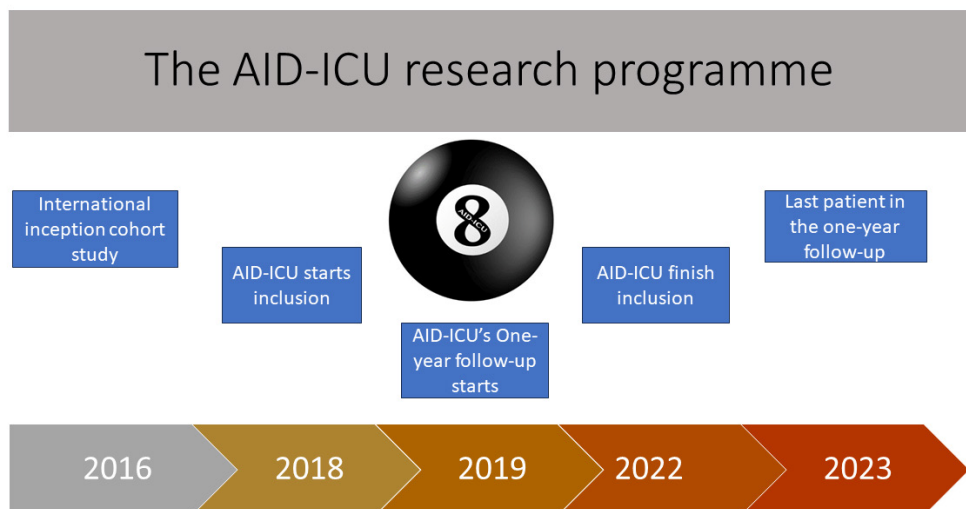 The AID-ICU research programme
International
inception cohort
study
AID-ICU starts
inclusion
8
AID-ICU
AID-ICU’s One-
year follow-up
starts
AID-ICU finish
inclusion
Last patient in
the one-year
follow-up
2016
2018
2019
2022
2023